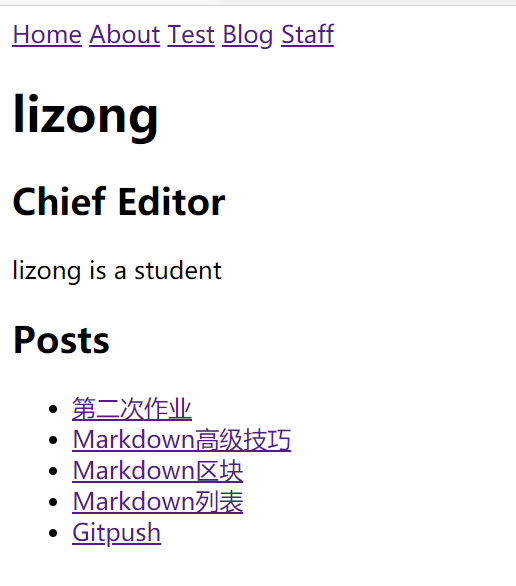 Home About Test Blog Staff
lizong
Chief Editor
lizong is a student
Posts
第二次作业
Markdown高级技巧
Markdown区块
Markdown列表
Gitpush